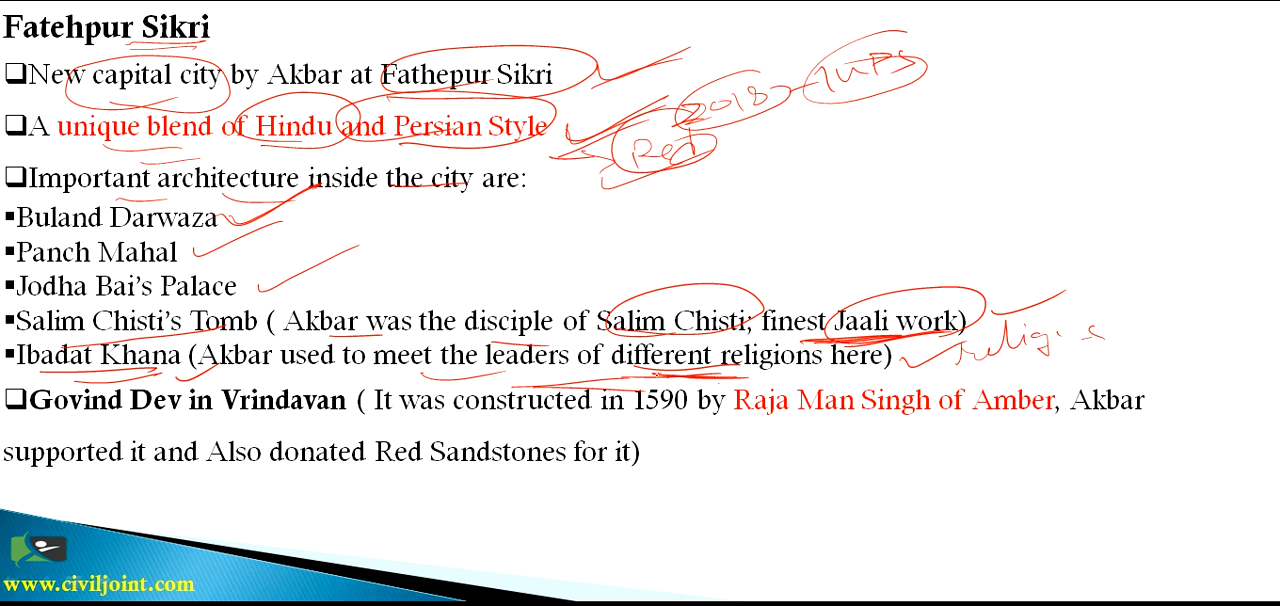 Fatehpur Sikri
❑New capital city by Akbar at Fathepur Sikri
❑A unique blend of Hindu and Persian Style
2018
Red
❑Important architecture inside the city are:
▪Buland Darwaza
▪Panch Mahal
▪Jodha Bai's Palace
▪Salim Chisti's Tomb ( Akbar was the disciple of Salim Chisti; finest Jaali work)
▪Ibadat Khana (Akbar used to meet the leaders of different religions here)
❑Govind Dev in Vrindavan ( It was constructed in 1590 by Raja Man Singh of Amber, Akbar
supported it and Also donated Red Sandstones for it)
www.civiljoint.com